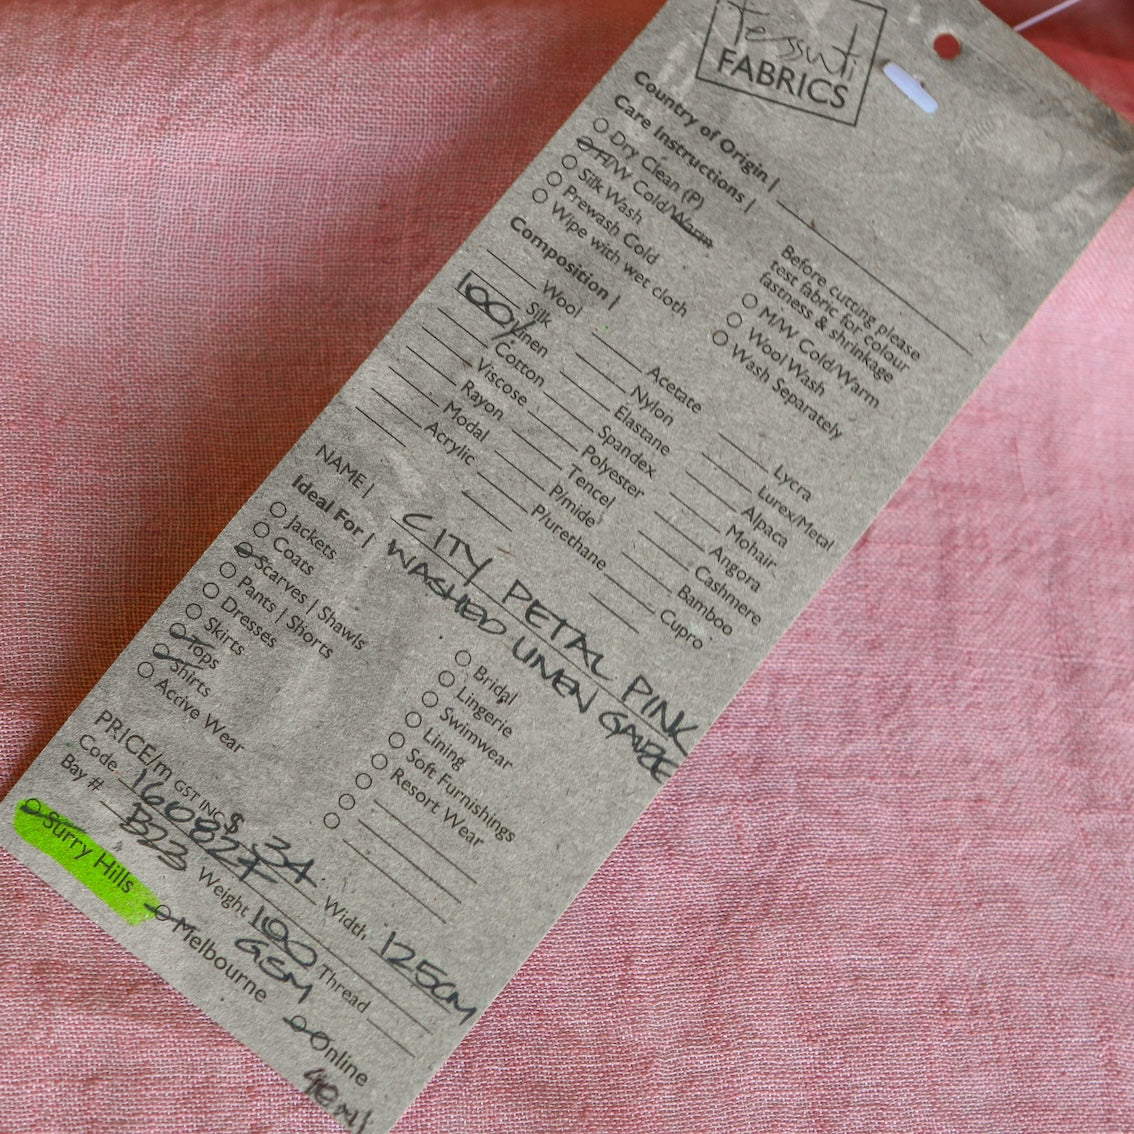 Tessuti
FABRICS
Country of Origin |
Care Instructions |
Dry Clean (P)
H/W Cold/Warm
Silk Wash
Prewash Cold
Wipe with wet cloth
Before cutting please
test fabric for colour
fastness & shrinkage
M/W Cold/Warm
Wool Wash
Wash Separately
Composition |
Wool
Silk
100% Linen
Cotton
Viscose
Rayon
Modal
Acrylic
Acetate
Nylon
Elastane
Spandex
Polyester
Tencel
P/mide
P/urethane
Lycra
Lurex/Metal
Alpaca
Mohair
Angora
Cashmere
Bamboo
Cupro
NAME | CITY PETAL PINK
WASHED LINEN GAUZE
Ideal For |
Jackets
Coats
Scarves | Shawls
Pants | Shorts
Dresses
Skirts
Tops
Shirts
Active Wear
Bridal
Lingerie
Swimwear
Lining
Soft Furnishings
Resort Wear
PRICE/m GST INC $ 34
Code 16082F Width 125CM
Bay # B23 Weight 100 GSM Thread
Surry Hills Melbourne Online